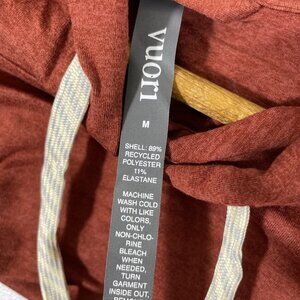 vuori
M
SHELL: 89%
RECYCLED
POLYESTER
11%
ELASTANE
MACHINE
WASH COLD
WITH LIKE
COLORS,
ONLY
NON-CHLO-
RINE
BLEACH
WHEN
NEEDED,
TURN
GARMENT
INSIDE OUT,